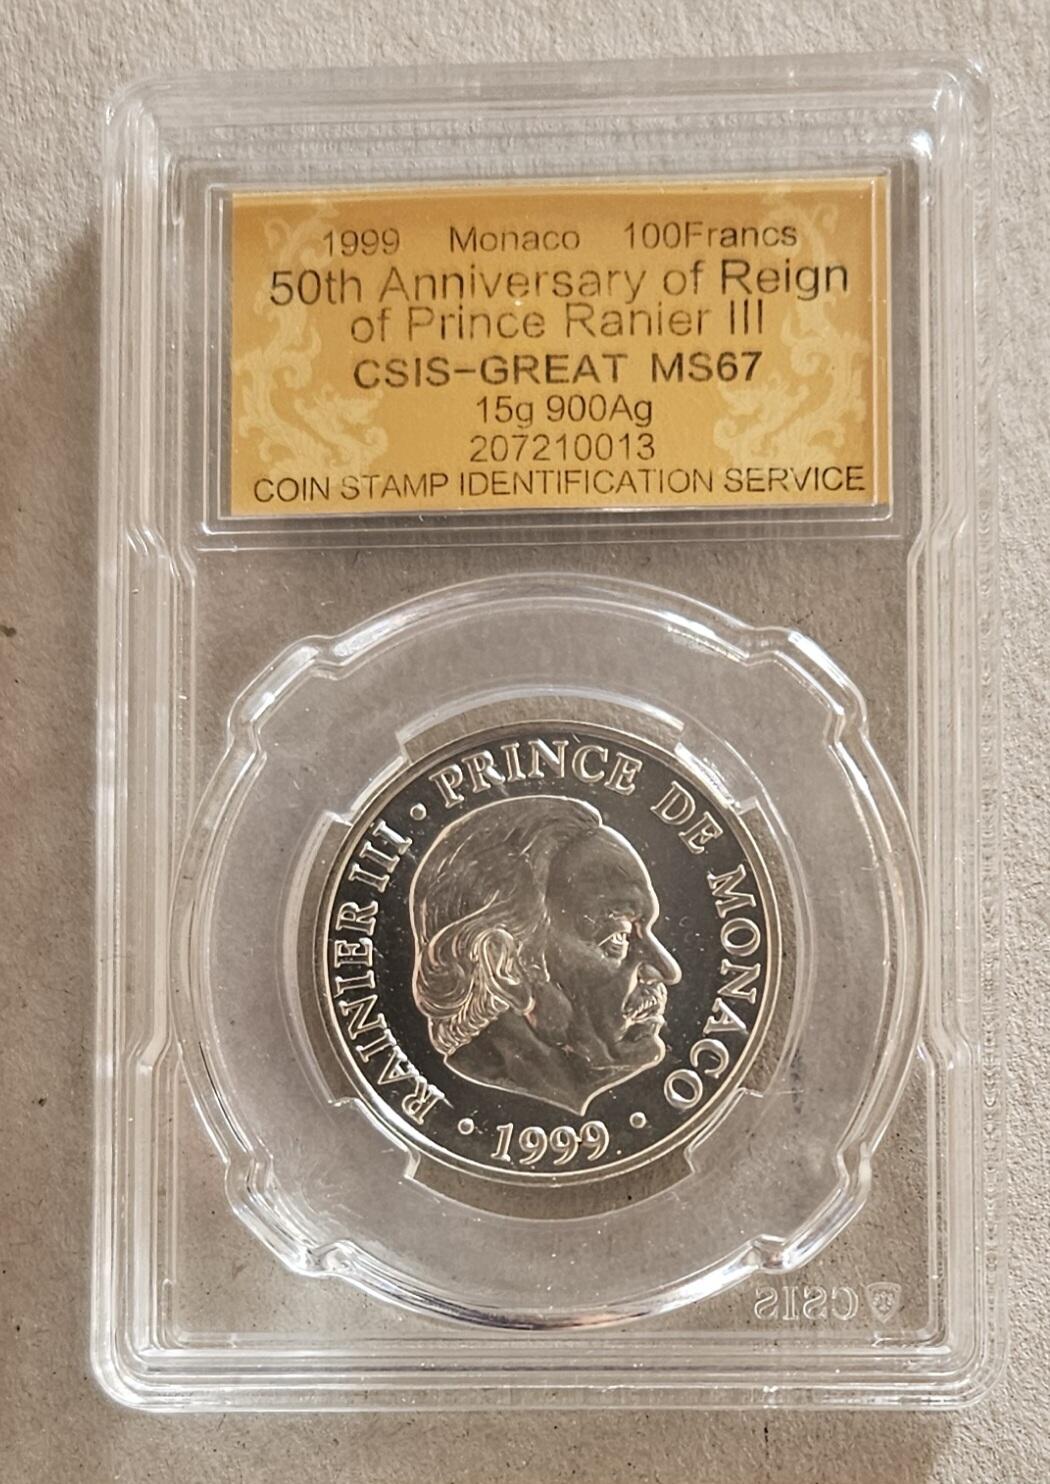 1999 Monaco 100Francs
50th Anniversary of Reign
of Prince Ranier III
CSIS-GREAT MS67
15g 900Ag
207210013
COIN STAMP IDENTIFICATION SERVICE
RAINIER III • PRINCE DE MONACO
• 1999 •
CSIS